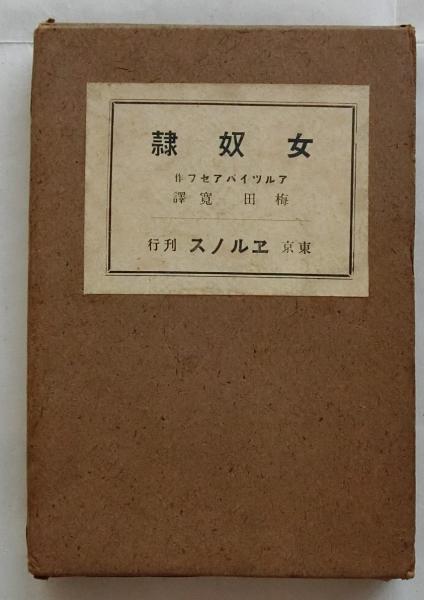 女奴隷
アルツイバアセフ作
梅田寛譯
東京 ヱルノス 刊行